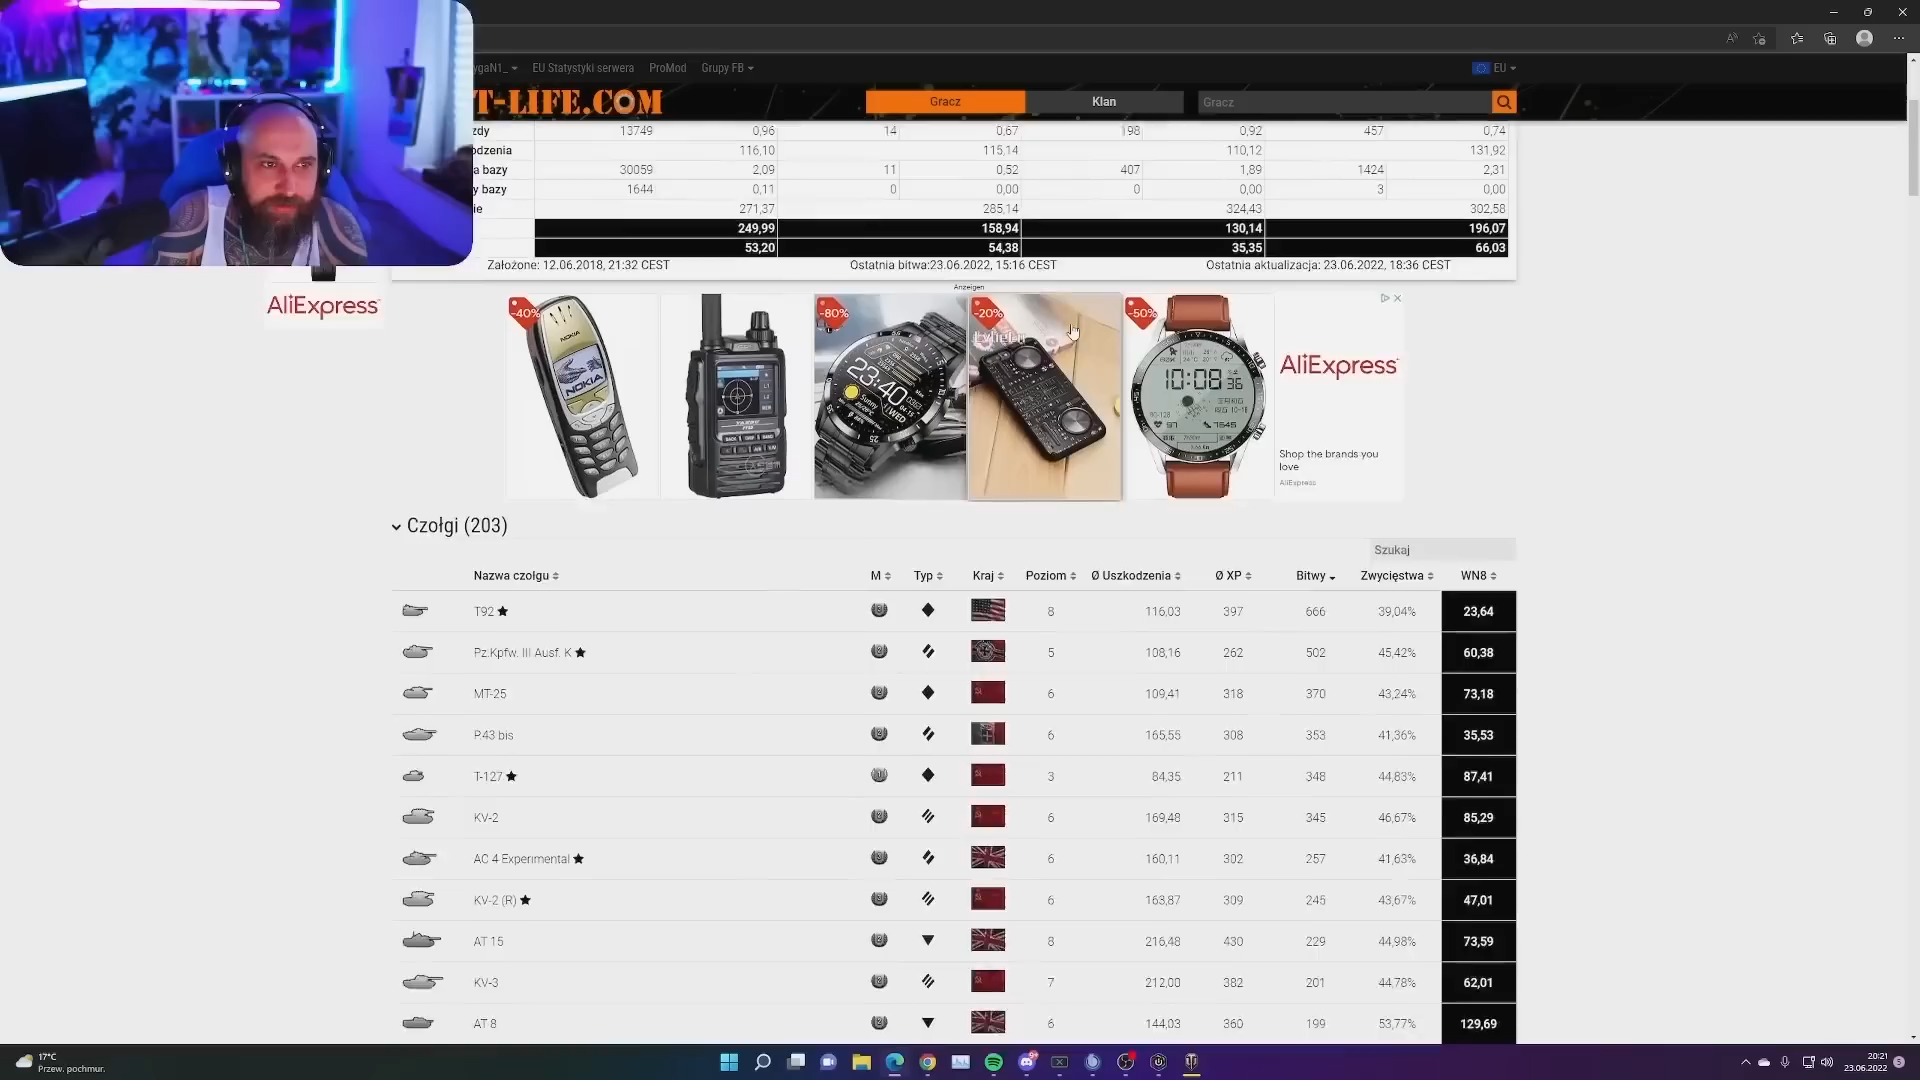 ygaN1_ EU Statystyki serwera ProMod Grupy FB EU
T-LIFE.COM Gracz Klan Gracz
zdy 13749 0,96 14 0,67 198 0,92 457 0,74
odzenia 116,10 115,14 110,12 131,92
a bazy 30059 2,09 11 0,52 407 1,89 1424 2,31
y bazy 1644 0,11 0 0,00 0 0,00 3 0,00
ie 271,37 285,14 324,43 302,58
249,99 158,94 130,14 196,07
53,20 54,38 35,35 66,03
Założone: 12.06.2018, 21:32 CEST Ostatnia bitwa:23.06.2022, 15:16 CEST Ostatnia aktualizacja: 23.06.2022, 18:36 CEST
Anzeigen
AliExpress
-40% -80% -20% -50%
NOKIA
NOKIA
23:40
10:08 36
AliExpress
Shop the brands you
love
AliExpress
Czołgi (203)
Szukaj
Nazwa czołgu M Typ Kraj Poziom Ø Uszkodzenia Ø XP Bitwy Zwycięstwa WN8
T92 ★ 8 116,03 397 666 39,04% 23,64
Pz.Kpfw. III Ausf. K ★ 5 108,16 262 502 45,42% 60,38
MT-25 6 109,41 318 370 43,24% 73,18
P.43 bis 6 165,55 308 353 41,36% 35,53
T-127 ★ 3 84,35 211 348 44,83% 87,41
KV-2 6 169,48 315 345 46,67% 85,29
AC 4 Experimental ★ 6 160,11 302 257 41,63% 36,84
KV-2 (R) ★ 6 163,87 309 245 43,67% 47,01
AT 15 8 216,48 430 229 44,98% 73,59
KV-3 7 212,00 382 201 44,78% 62,01
AT 8 6 144,03 360 199 53,77% 129,69
17°C
Przew. pochmur.
20:21
23.06.2022